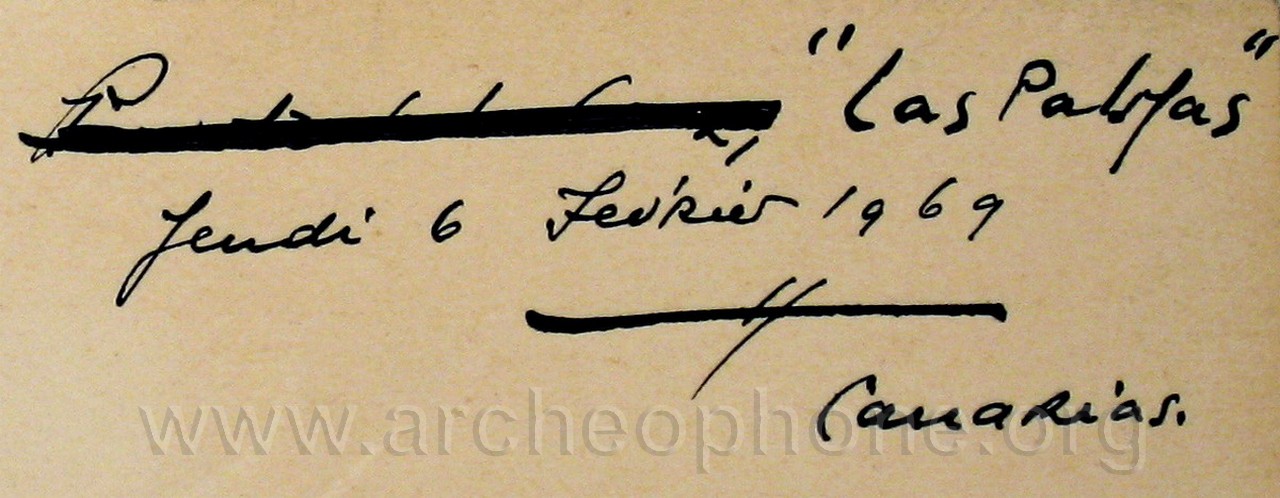 "Las Palmas"
Jeudi 6 Février 1969
Canarias.
www.archeophone.org